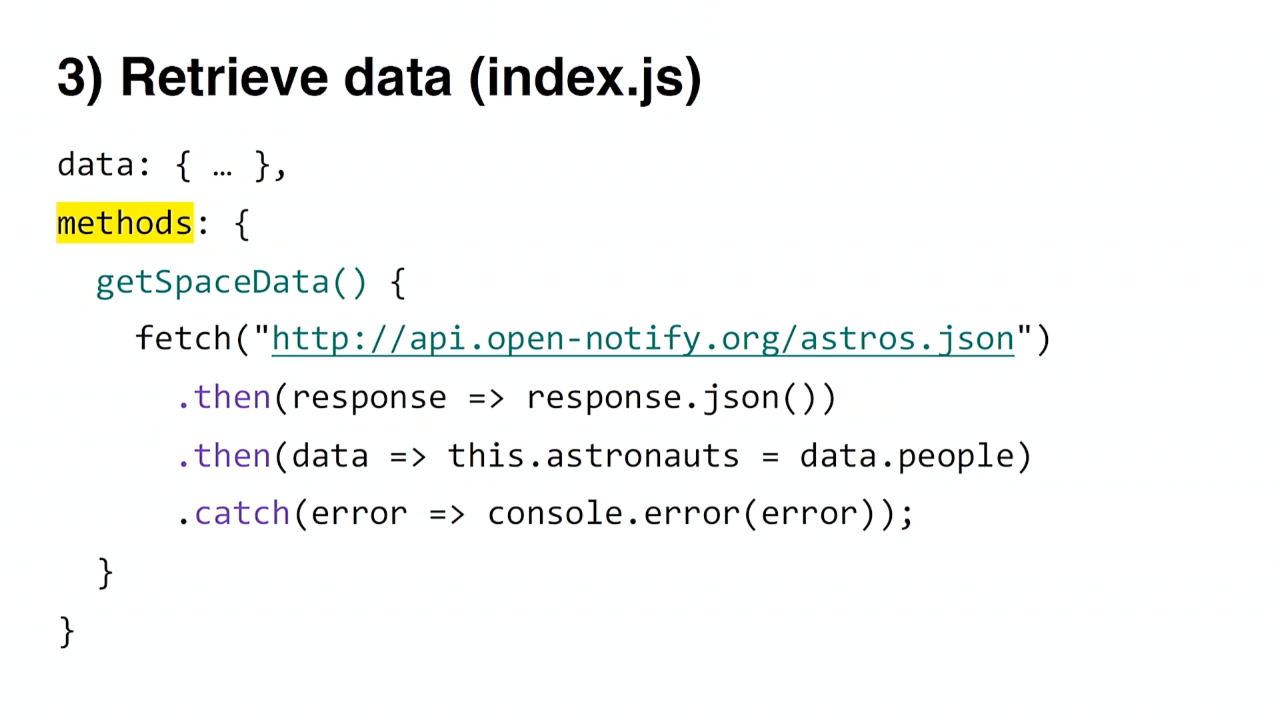 3) Retrieve data (index.js)
data: { … },
methods: {
getSpaceData() {
fetch("http://api.open-notify.org/astros.json")
.then(response => response.json())
.then(data => this.astronauts = data.people)
.catch(error => console.error(error));
}
}